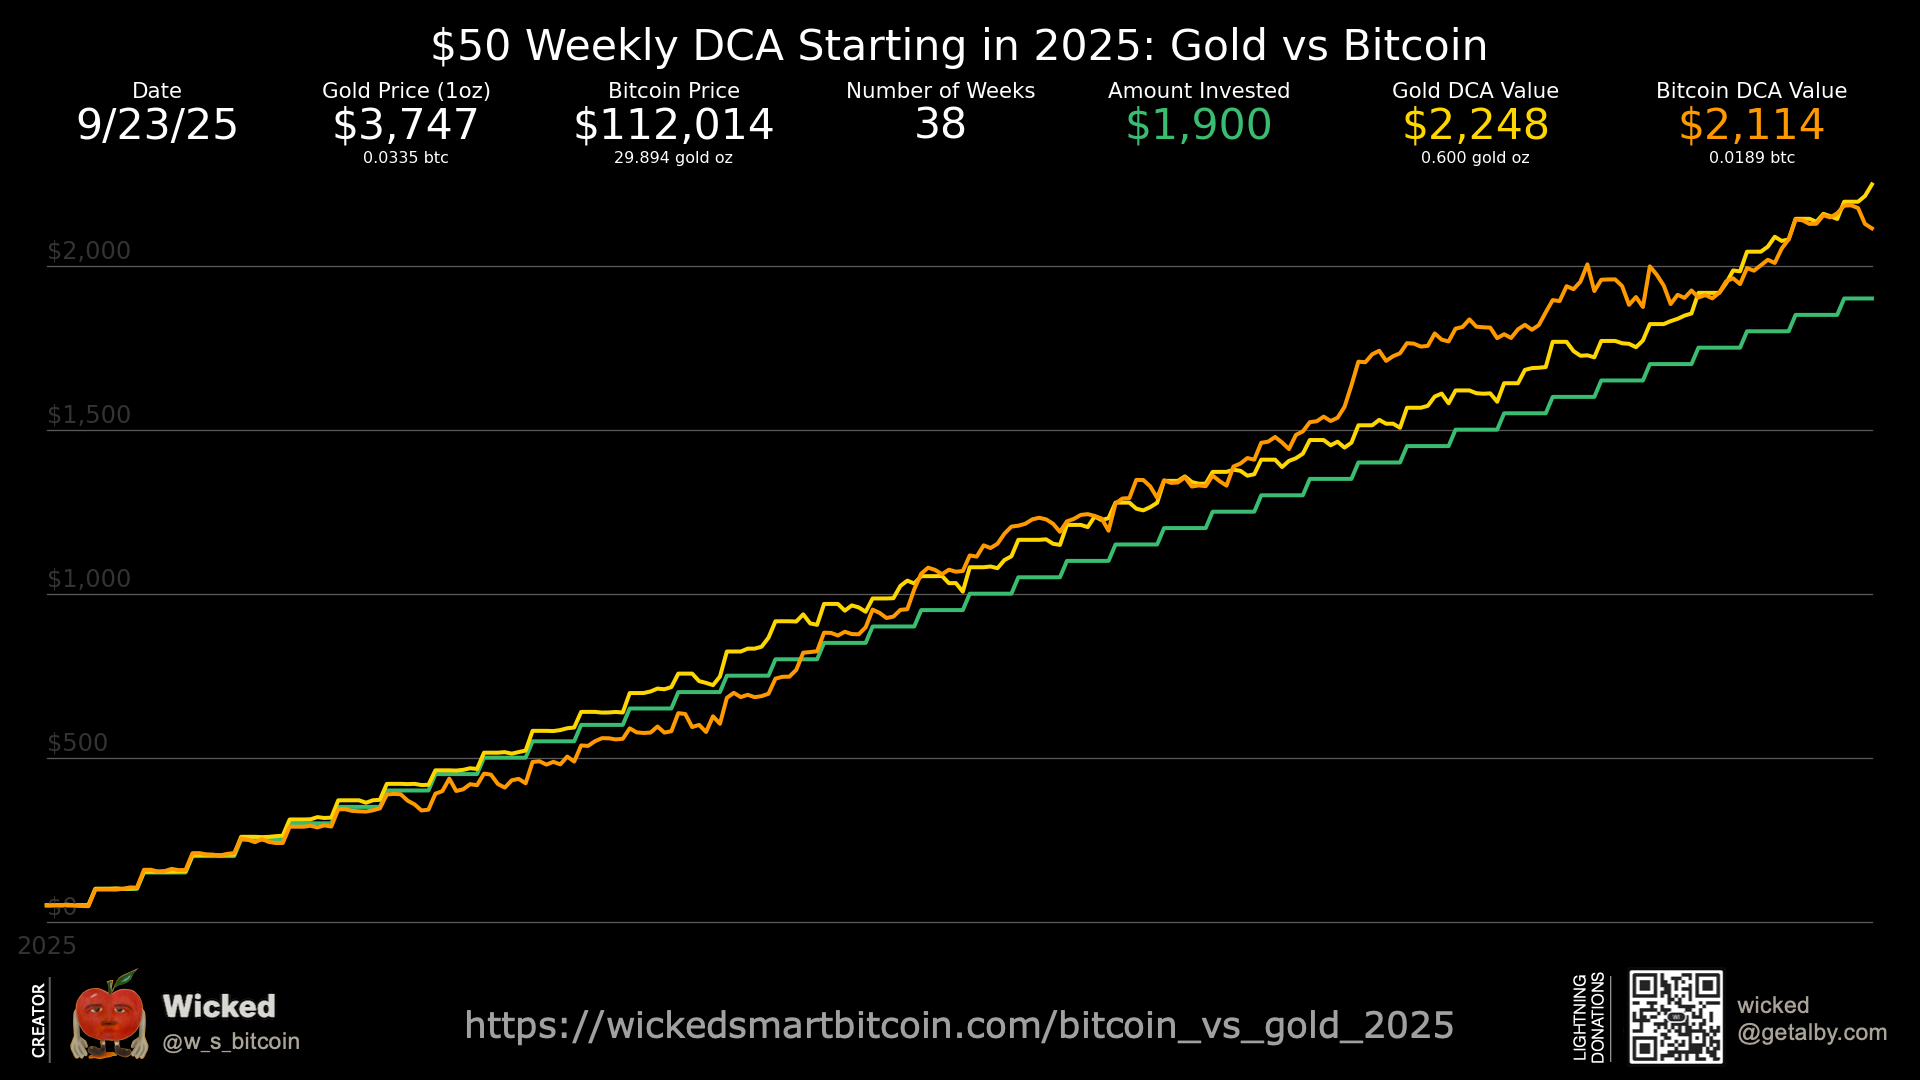 $50 Weekly DCA Starting in 2025: Gold vs Bitcoin
Date
9/23/25
Gold Price (1oz)
$3,747
0.0335 btc
Bitcoin Price
$112,014
29.894 gold oz
Number of Weeks
38
Amount Invested
$1,900
Gold DCA Value
$2,248
0.600 gold oz
Bitcoin DCA Value
$2,114
0.0189 btc
$2,000
$1,500
$1,000
$500
$0
2025
CREATOR
Wicked
@w_s_bitcoin
https://wickedsmartbitcoin.com/bitcoin_vs_gold_2025
LIGHTNING
DONATIONS
wicked
@getalby.com